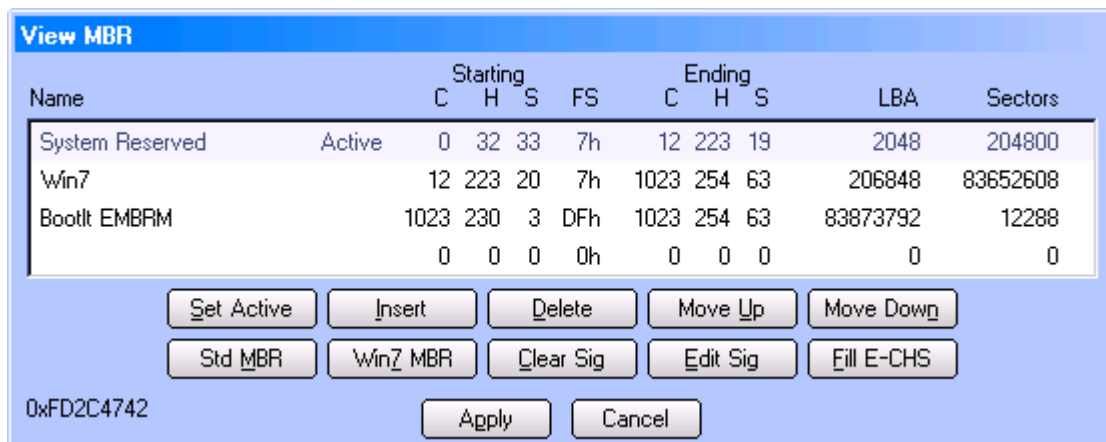 View MBR
Starting Ending
Name C H S FS C H S LBA Sectors
System Reserved Active 0 32 33 7h 12 223 19 2048 204800
Win7 12 223 20 7h 1023 254 63 206848 83652608
BootIt EMBRM 1023 230 3 DFh 1023 254 63 83873792 12288
0 0 0 0h 0 0 0 0 0
Set Active Insert Delete Move Up Move Down
Std MBR Win7 MBR Clear Sig Edit Sig Fill E-CHS
0xFD2C4742 Apply Cancel